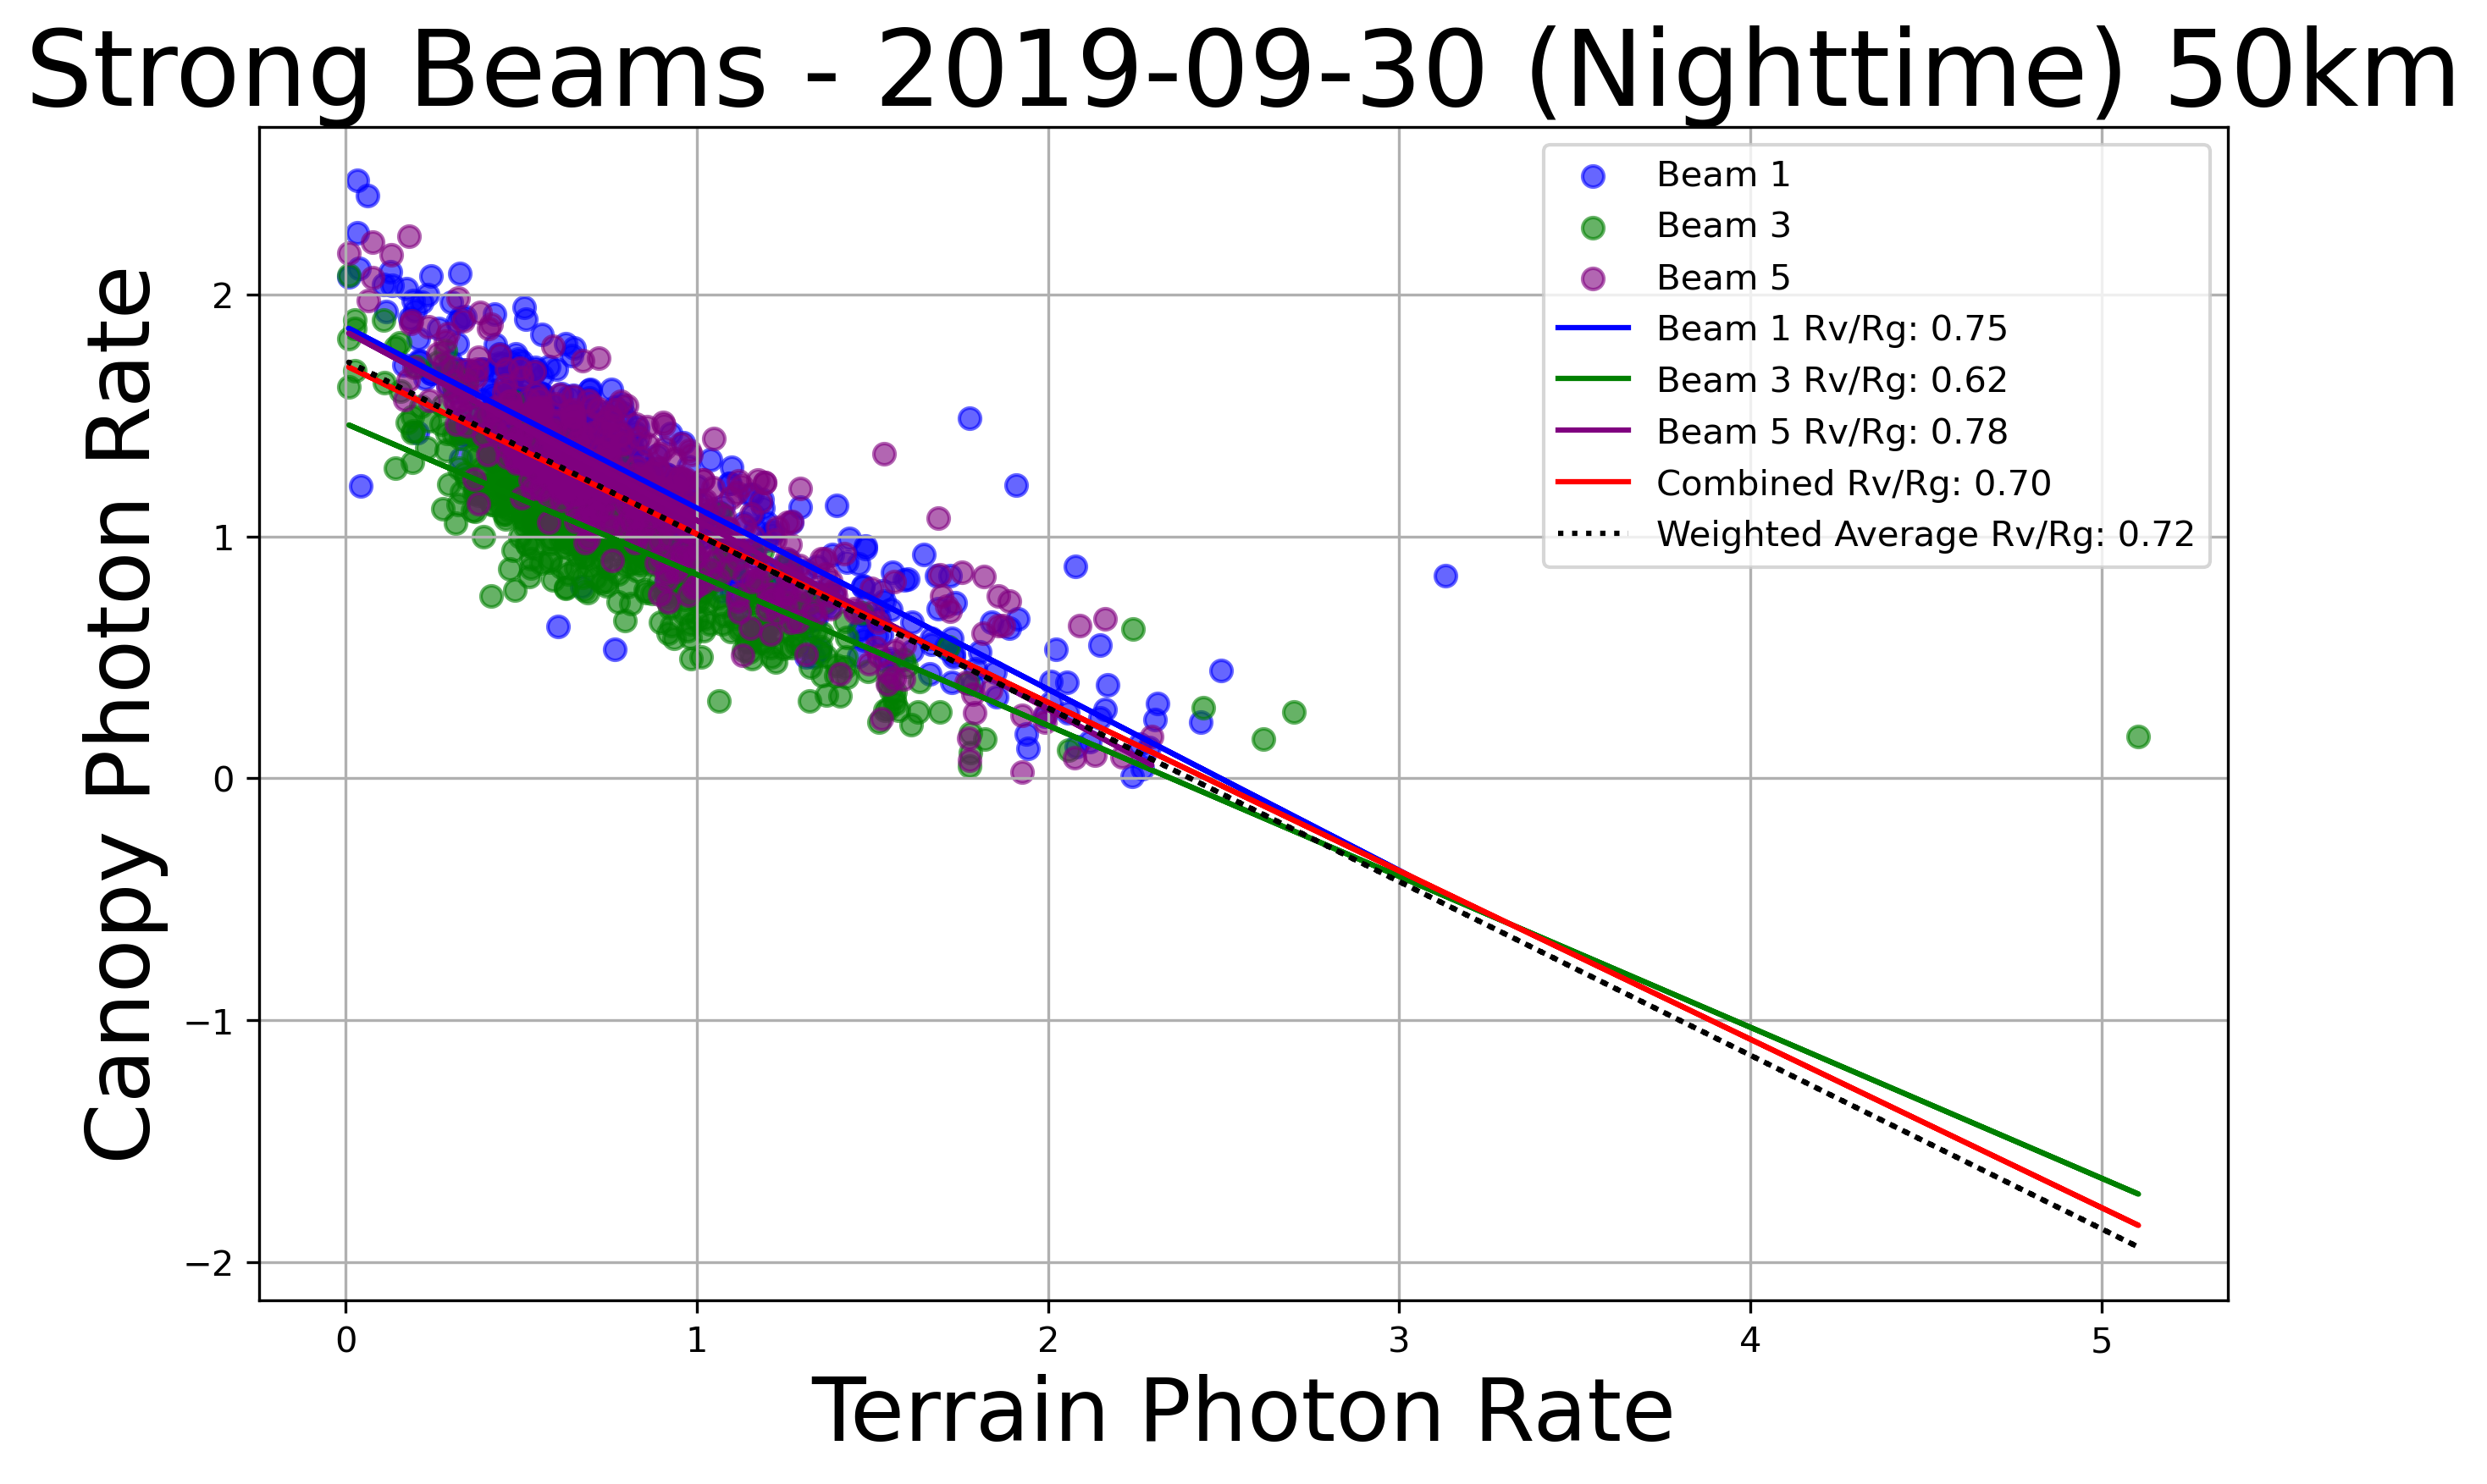 Strong Beams - 2019-09-30 (Nighttime) 50km
Beam 1
Beam 3
Beam 5
Beam 1 Rv/Rg: 0.75
Beam 3 Rv/Rg: 0.62
Beam 5 Rv/Rg: 0.78
Combined Rv/Rg: 0.70
Weighted Average Rv/Rg: 0.72
Canopy Photon Rate
2
1
0
−1
−2
0 1 2 3 4 5
Terrain Photon Rate